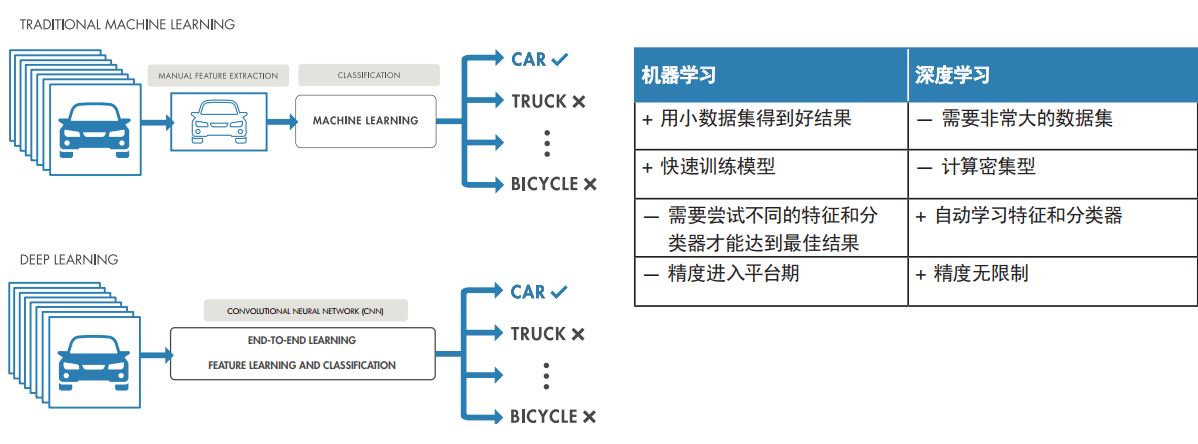 TRADITIONAL MACHINE LEARNING
MANUAL FEATURE EXTRACTION
CLASSIFICATION
MACHINE LEARNING
CAR ✓
TRUCK ✕
⋮
BICYCLE ✕
DEEP LEARNING
CONVOLUTIONAL NEURAL NETWORK (CNN)
END-TO-END LEARNING
FEATURE LEARNING AND CLASSIFICATION
CAR ✓
TRUCK ✕
⋮
BICYCLE ✕
机器学习
深度学习
+ 用小数据集得到好结果
— 需要非常大的数据集
+ 快速训练模型
— 计算密集型
— 需要尝试不同的特征和分
类器才能达到最佳结果
+ 自动学习特征和分类器
— 精度进入平台期
+ 精度无限制